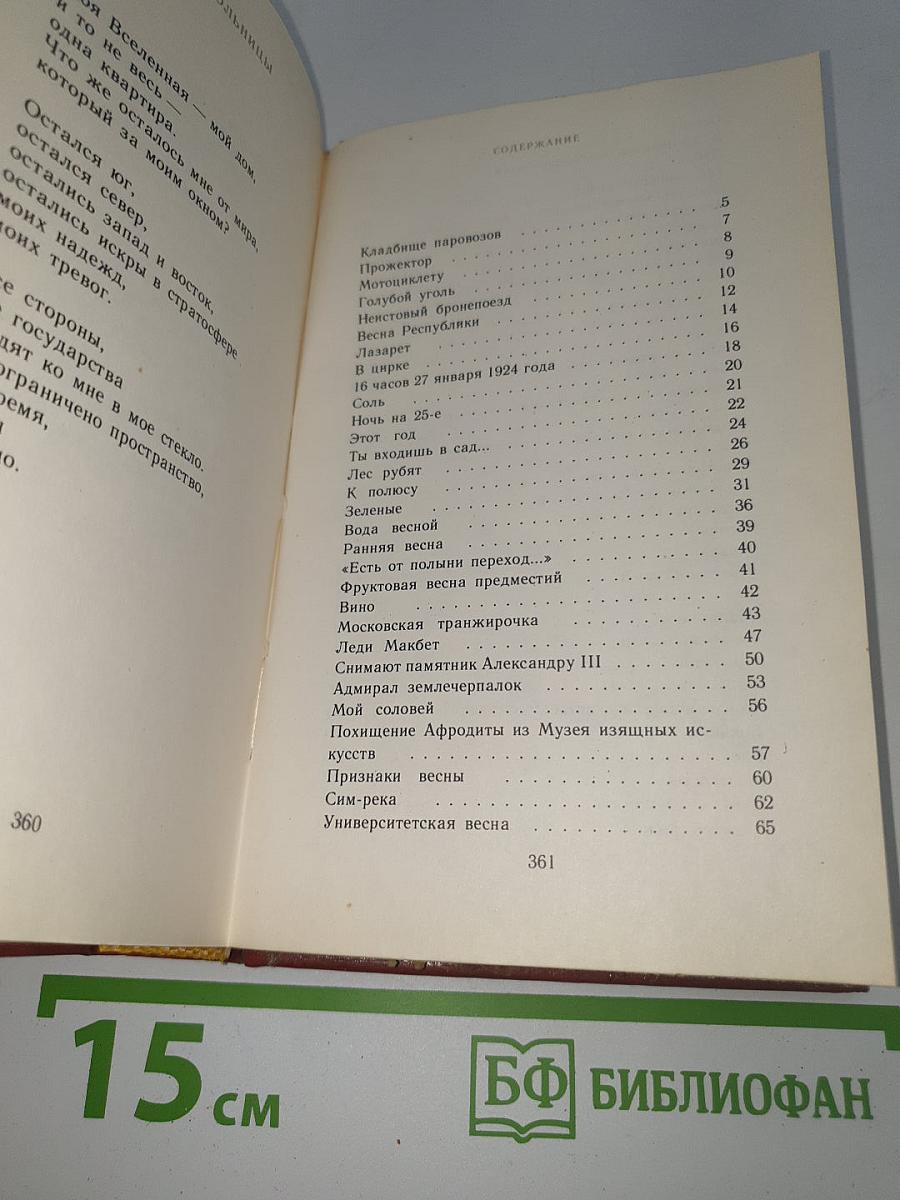 ОЛЬНИЦЫ
оя Вселенная — мой дом,
и то не весь —
одна квартира.
Что же осталось мне от мира,
который за моим окном?
Остался юг,
остался север,
остались запад и восток,
остались искры в стратосфере
моих надежд,
моих тревог.
се стороны,
государства
дят ко мне в мое стекло.
ограничено пространство,
ремя,
ло.
360
СОДЕРЖАНИЕ
Кладбище паровозов . . . . . . . . . . 5
Прожектор . . . . . . . . . . 7
Мотоциклету . . . . . . . . . . 8
Голубой уголь . . . . . . . . . . 9
Неистовый бронепоезд . . . . . . . . . . 10
Весна Республики . . . . . . . . . . 12
Лазарет . . . . . . . . . . 14
В цирке . . . . . . . . . . 16
16 часов 27 января 1924 года . . . . . . . . . . 18
Соль . . . . . . . . . . 20
Ночь на 25-е . . . . . . . . . . 21
Этот год . . . . . . . . . . 22
Ты входишь в сад... . . . . . . . . . . 24
Лес рубят . . . . . . . . . . 26
К полюсу . . . . . . . . . . 29
Зеленые . . . . . . . . . . 31
Вода весной . . . . . . . . . . 36
Ранняя весна . . . . . . . . . . 39
«Есть от полыни переход...» . . . . . . . . . . 40
Фруктовая весна предместий . . . . . . . . . . 41
Вино . . . . . . . . . . 42
Московская транжирочка . . . . . . . . . . 43
Леди Макбет . . . . . . . . . . 47
Снимают памятник Александру III . . . . . . . 50
Адмирал землечерпалок . . . . . . . . . . 53
Мой соловей . . . . . . . . . . 56
Похищение Афродиты из Музея изящных ис-
кусств . . . . . . . . . . 57
Признаки весны . . . . . . . . . . 60
Сим-река . . . . . . . . . . 62
Университетская весна . . . . . . . . . . 65
361
15 см
БФ БИБЛИОФАН